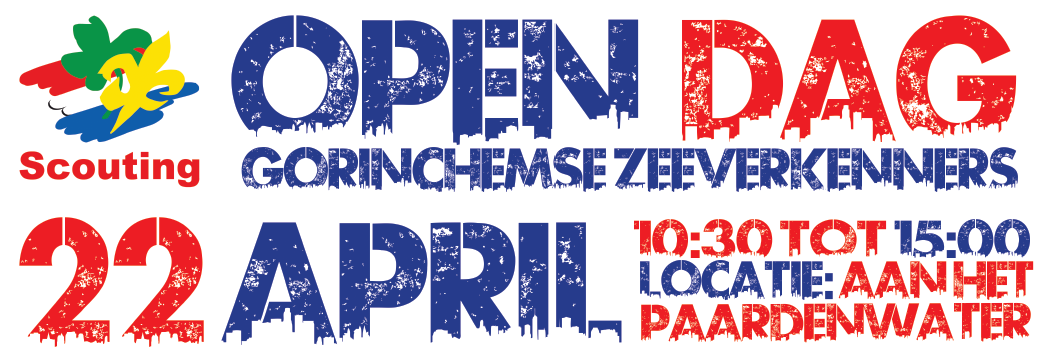 OPEN DAG
Scouting
GORINCHEMSE ZEEVERKENNERS
22 APRIL
10:30 TOT 15:00
LOCATIE: AAN HET
PAARDENWATER